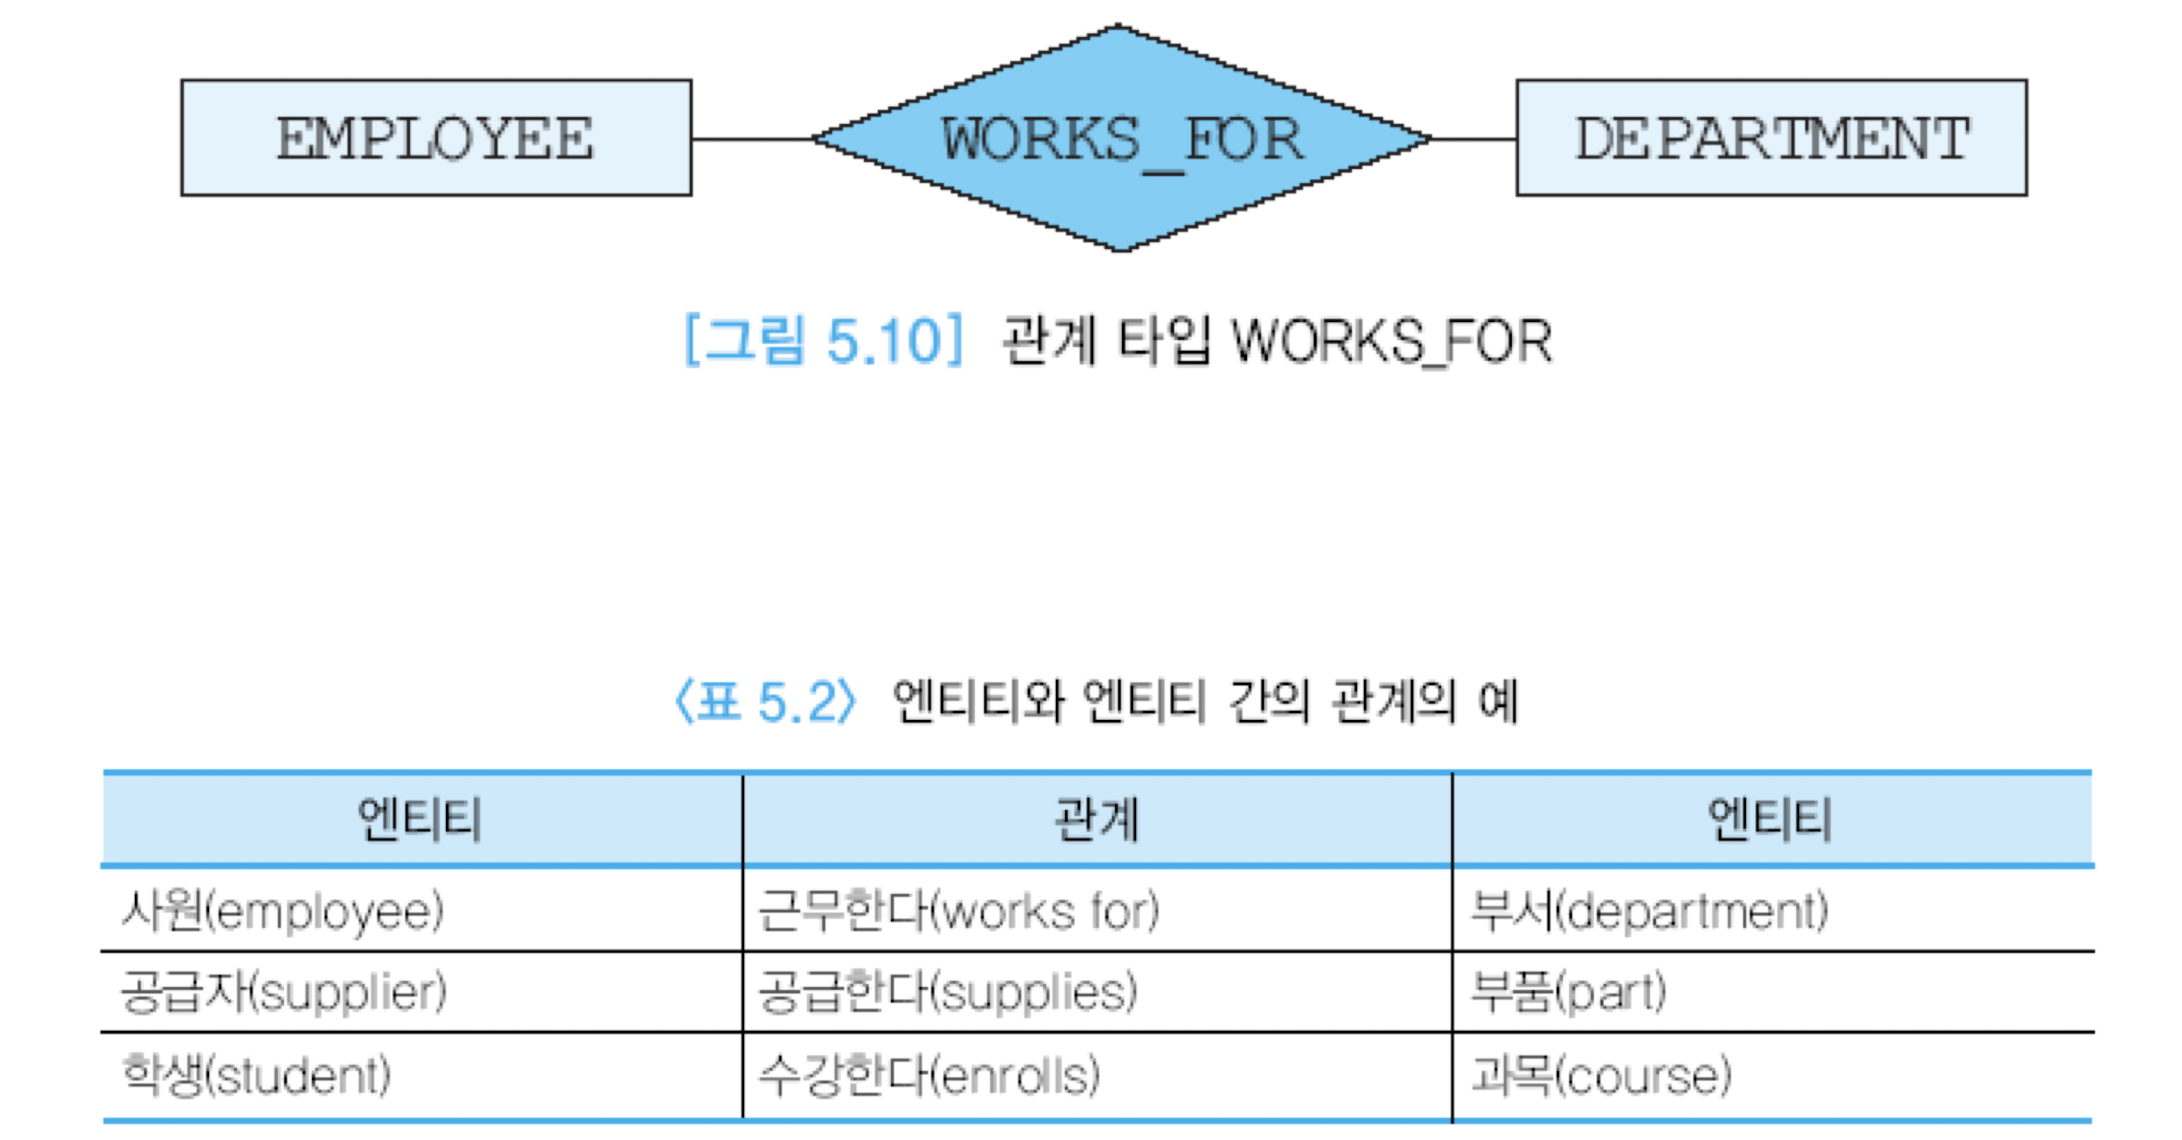 EMPLOYEE WORKS_FOR DEPARTMENT
[그림 5.10] 관계 타입 WORKS_FOR
〈표 5.2〉 엔티티와 엔티티 간의 관계의 예
엔티티 관계 엔티티
사원(employee) 근무한다(works for) 부서(department)
공급자(supplier) 공급한다(supplies) 부품(part)
학생(student) 수강한다(enrolls) 과목(course)